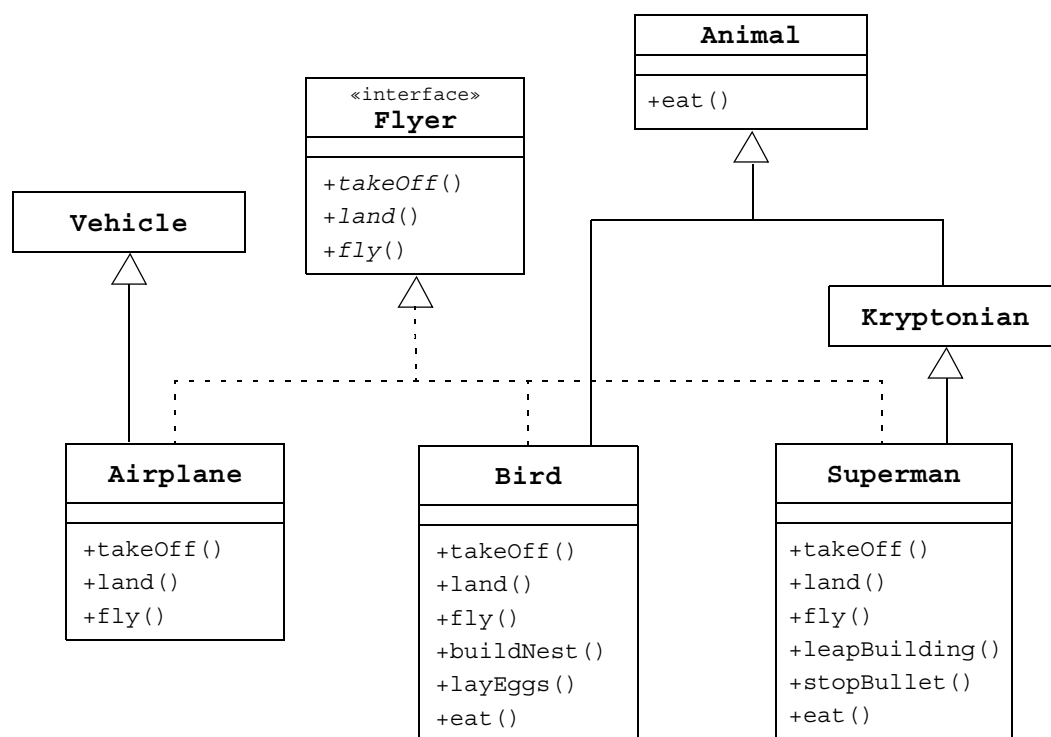 Animal
+eat()
«interface»
Flyer
+takeOff()
+land()
+fly()
Vehicle
Kryptonian
Airplane
+takeOff()
+land()
+fly()
Bird
+takeOff()
+land()
+fly()
+buildNest()
+layEggs()
+eat()
Superman
+takeOff()
+land()
+fly()
+leapBuilding()
+stopBullet()
+eat()